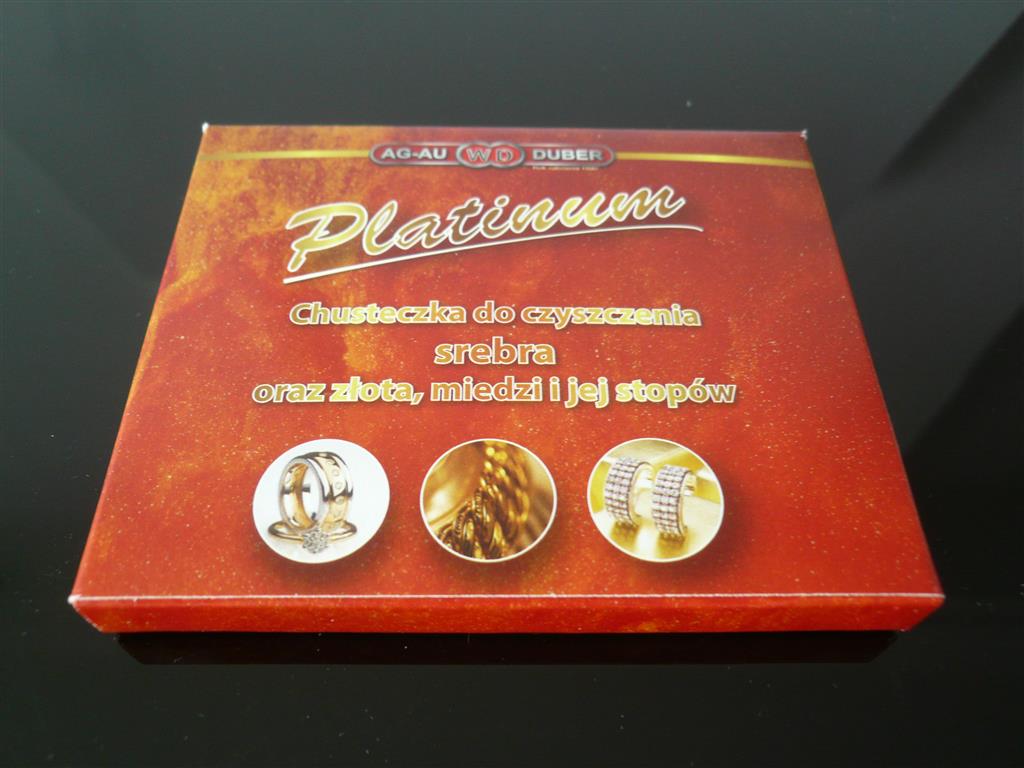 AG-AU WD DUBER
Platinum
Chusteczka do czyszczenia
srebra
oraz złota, miedzi i jej stopów